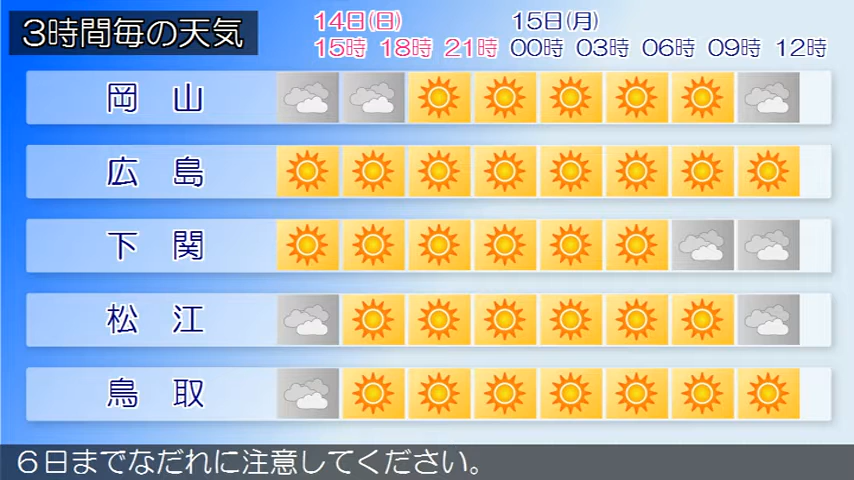 3時間毎の天気
14日(日) 15日(月)
15時 18時 21時 00時 03時 06時 09時 12時
岡 山
広 島
下 関
松 江
鳥 取
６日までなだれに注意してください。